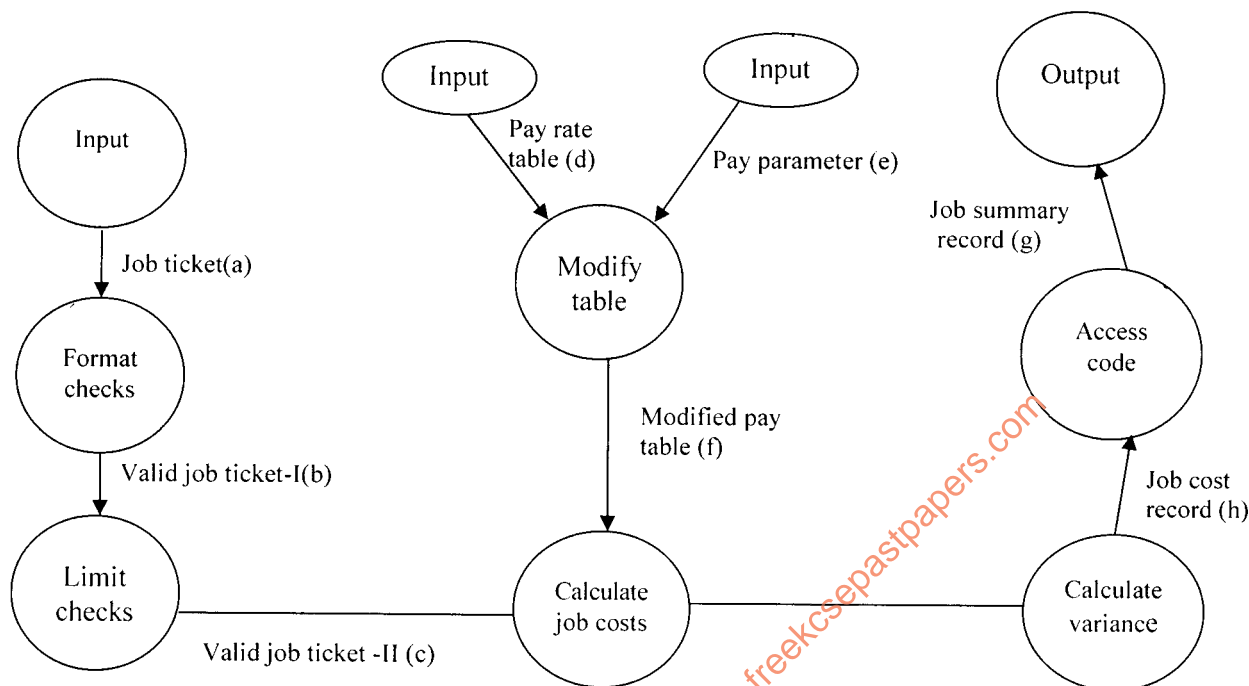 Input
Job ticket(a)
Format
checks
Valid job ticket-I(b)
Limit
checks
Valid job ticket -II (c)
Input
Pay rate
table (d)
Input
Pay parameter (e)
Modify
table
Modified pay
table (f)
Calculate
job costs
Calculate
variance
Job cost
record (h)
Access
code
Job summary
record (g)
Output
freekcsepastpapers.com